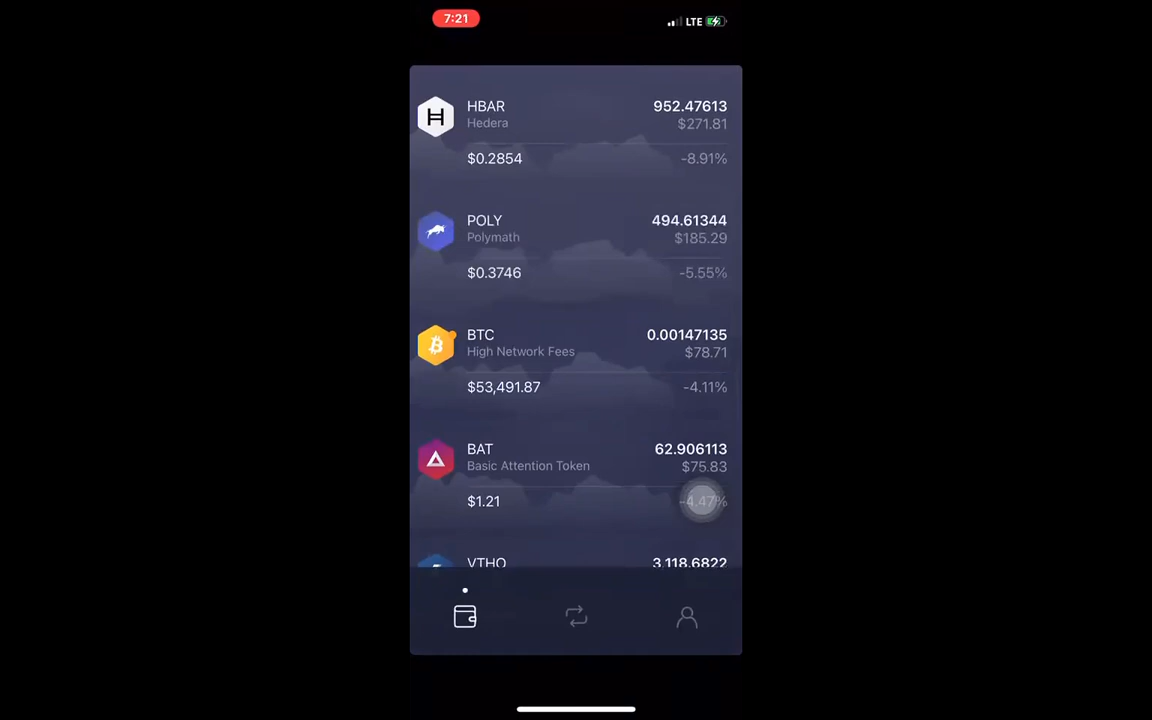 7:21
LTE
HBAR 952.47613
Hedera $271.81
$0.2854 -8.91%
POLY 494.61344
Polymath $185.29
$0.3746 -5.55%
BTC 0.00147135
High Network Fees $78.71
$53,491.87 -4.11%
BAT 62.906113
Basic Attention Token $75.83
$1.21 -4.47%
VTHO 3,118.6822